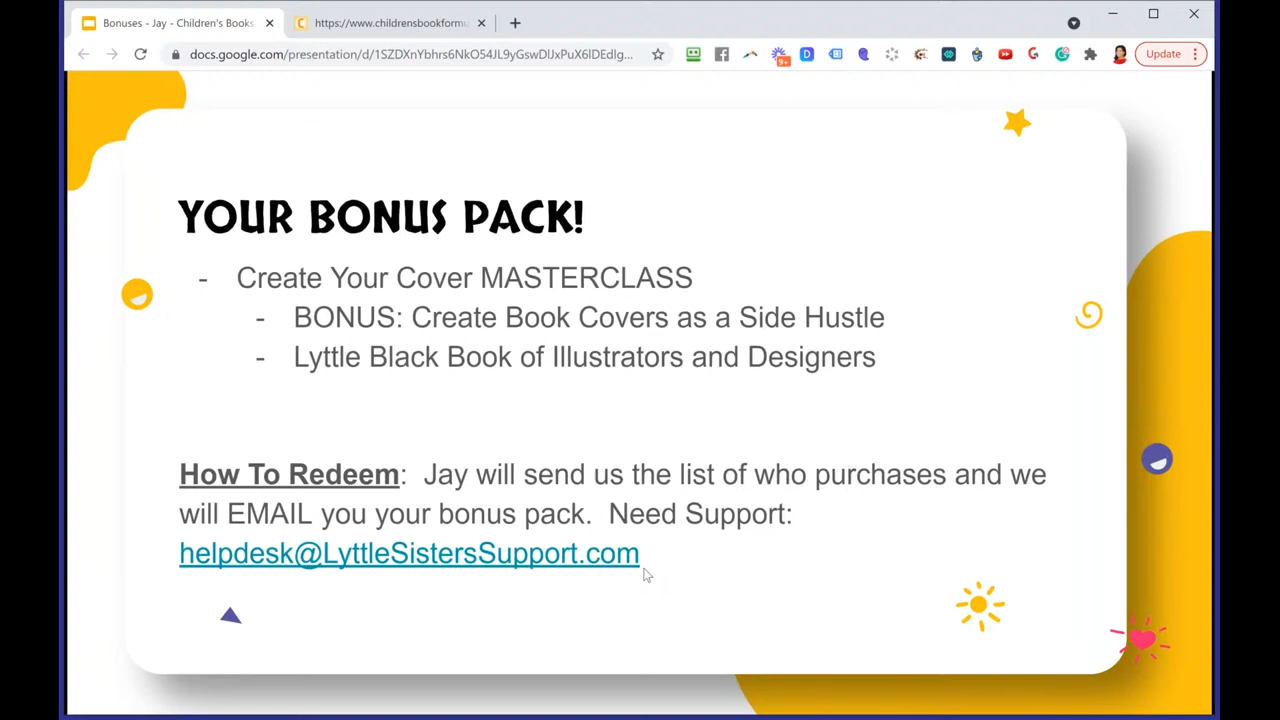 Bonuses - Jay - Children's Books
https://www.childrensbookformu
docs.google.com/presentation/d/1SZDXnYbhrs6NkO54JL9yGswDUxPuX6lDEdlg...
Update
9+
YOUR BONUS PACK!
- Create Your Cover MASTERCLASS
- BONUS: Create Book Covers as a Side Hustle
- Lyttle Black Book of Illustrators and Designers
How To Redeem: Jay will send us the list of who purchases and we
will EMAIL you your bonus pack. Need Support:
helpdesk@LyttleSistersSupport.com